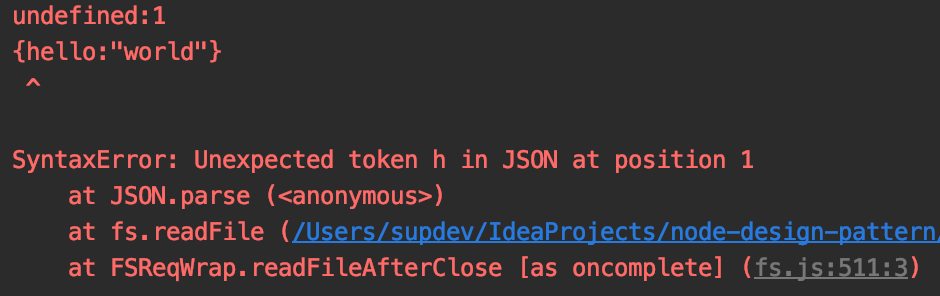 undefined:1
{hello:"world"}
^
SyntaxError: Unexpected token h in JSON at position 1
at JSON.parse (<anonymous>)
at fs.readFile (/Users/supdev/IdeaProjects/node-design-pattern/
at FSReqWrap.readFileAfterClose [as oncomplete] (fs.js:511:3)